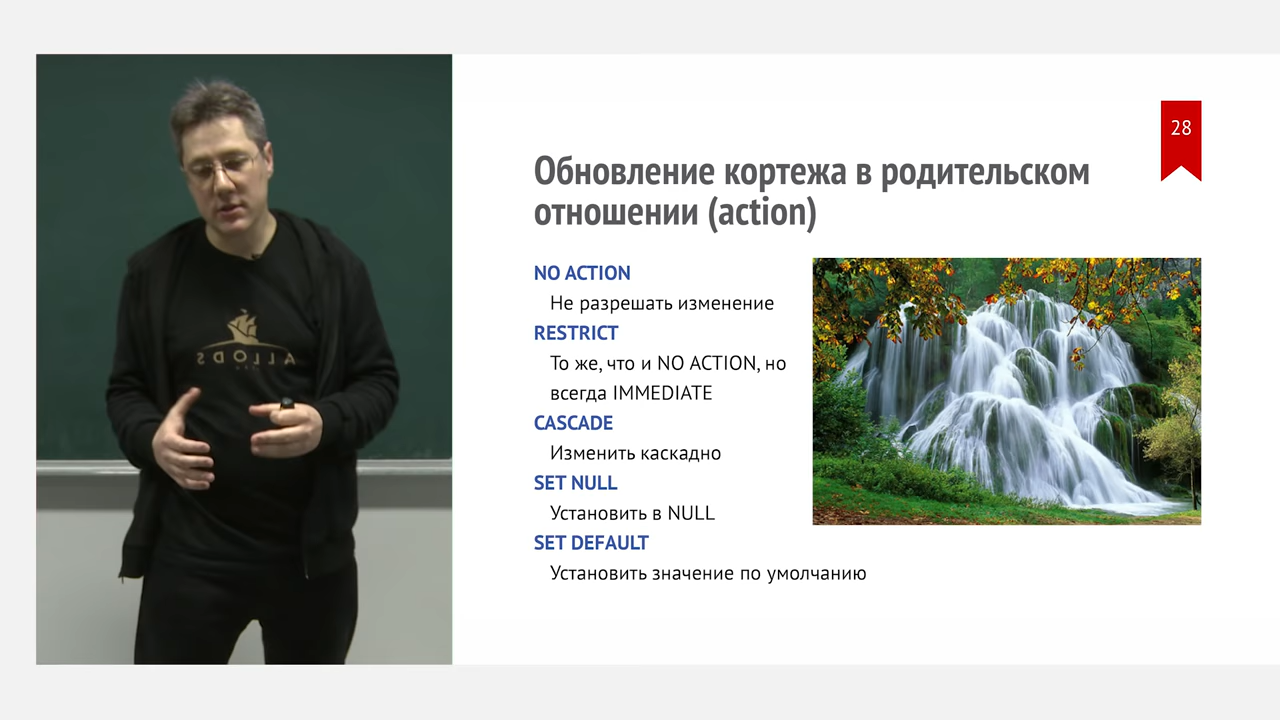 ALLODS
28
Обновление кортежа в родительском
отношении (action)
NO ACTION
Не разрешать изменение
RESTRICT
То же, что и NO ACTION, но
всегда IMMEDIATE
CASCADE
Изменить каскадно
SET NULL
Установить в NULL
SET DEFAULT
Установить значение по умолчанию